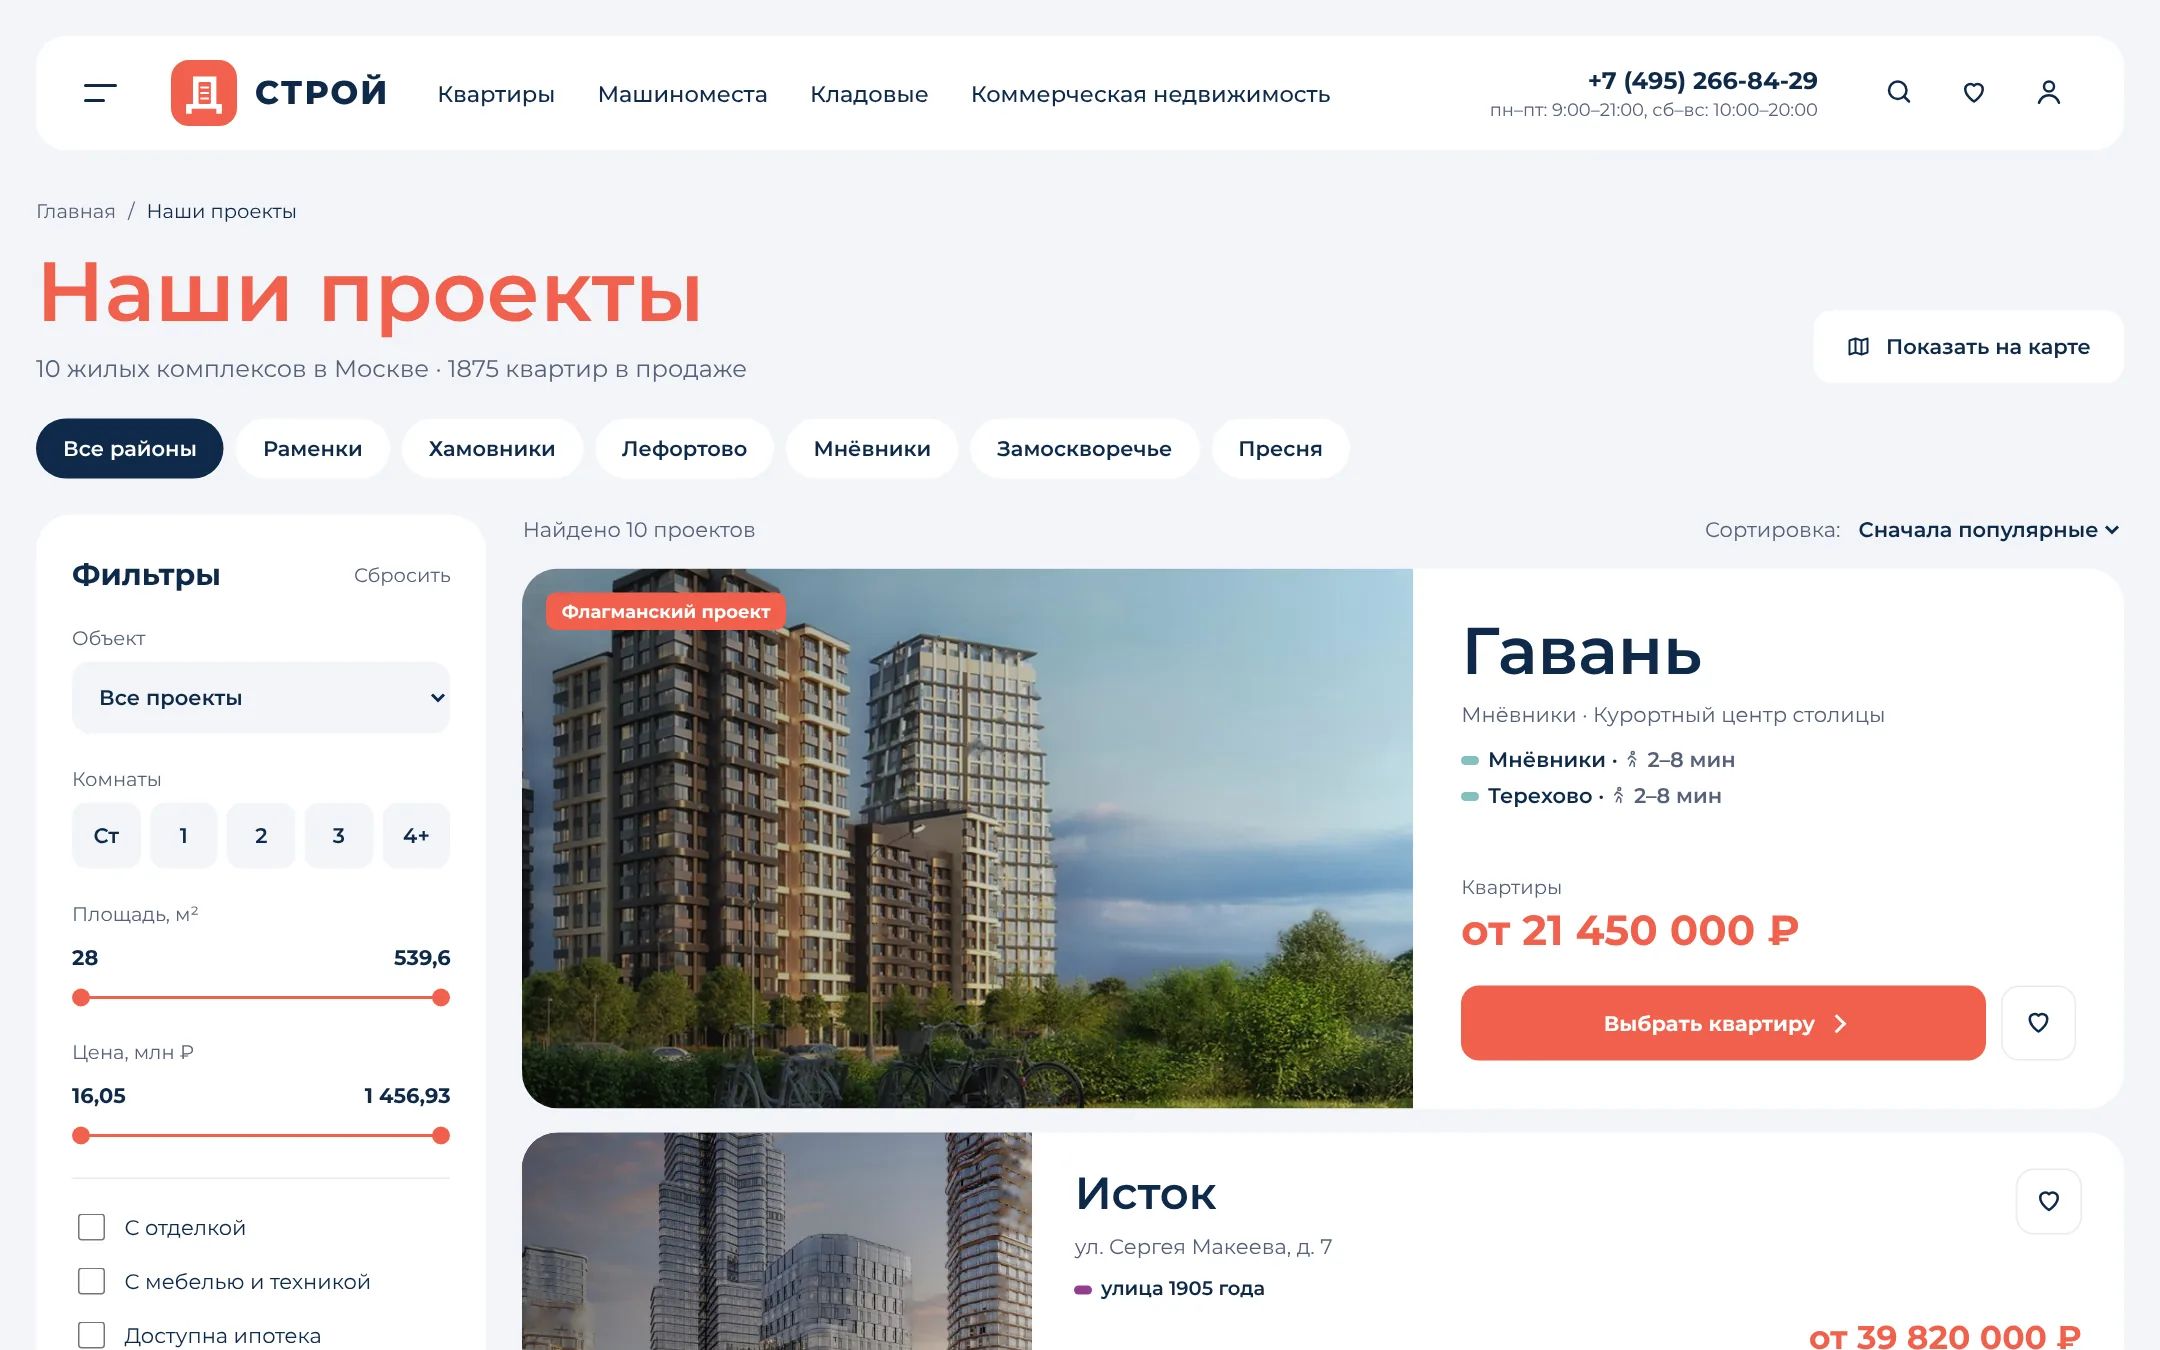 СТРОЙ
Квартиры Машиноместа Кладовые Коммерческая недвижимость
+7 (495) 266-84-29
пн–пт: 9:00–21:00, сб–вс: 10:00–20:00
Главная / Наши проекты
Наши проекты
10 жилых комплексов в Москве · 1875 квартир в продаже
Показать на карте
Все районы Раменки Хамовники Лефортово Мнёвники Замоскворечье Пресня
Фильтры Сбросить
Объект
Все проекты
Комнаты
Ст 1 2 3 4+
Площадь, м²
28 539,6
Цена, млн ₽
16,05 1 456,93
С отделкой
С мебелью и техникой
Доступна ипотека
Найдено 10 проектов
Сортировка: Сначала популярные
Флагманский проект
Гавань
Мнёвники · Курортный центр столицы
Мнёвники · 2–8 мин
Терехово · 2–8 мин
Квартиры
от 21 450 000 ₽
Выбрать квартиру
Исток
ул. Сергея Макеева, д. 7
улица 1905 года
от 39 820 000 ₽